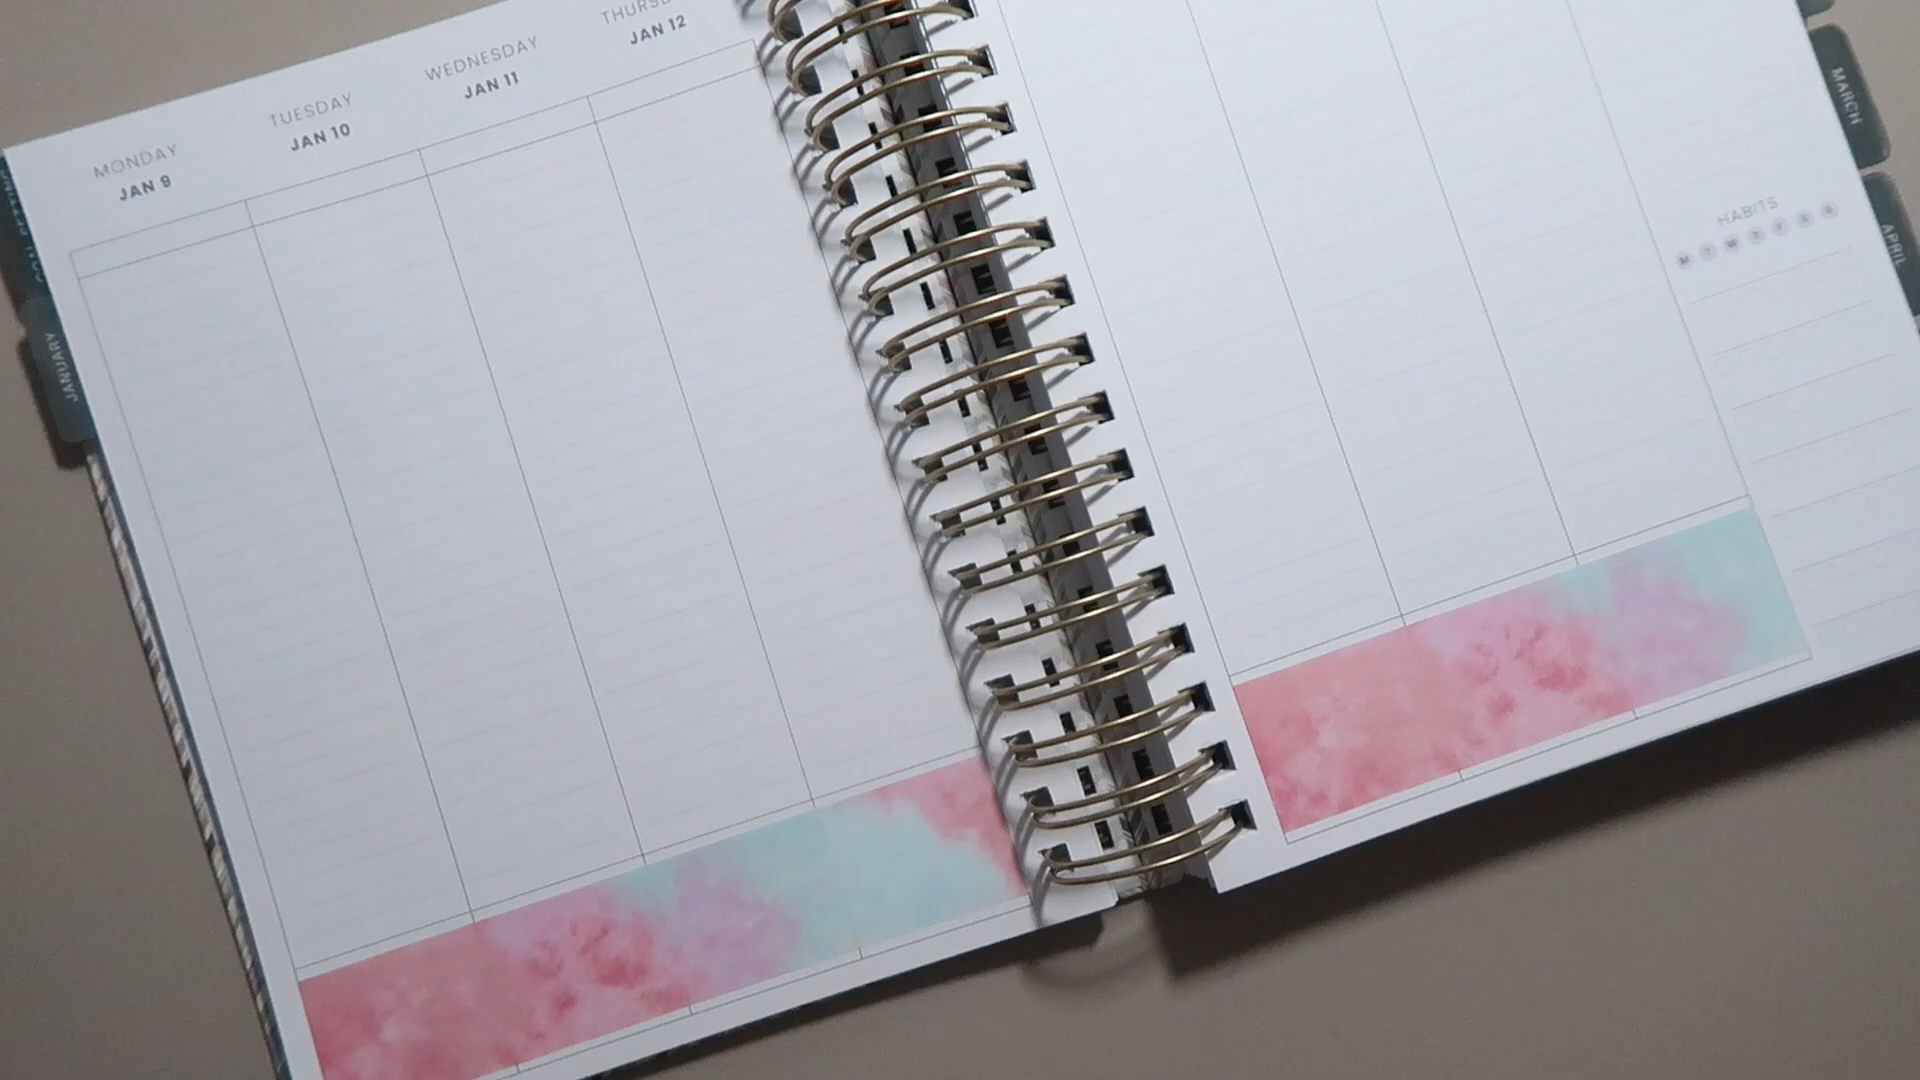 MONDAY
JAN 9
TUESDAY
JAN 10
WEDNESDAY
JAN 11
JAN 12
JANUARY
MARCH
APRIL
HABITS
M T W T F S S